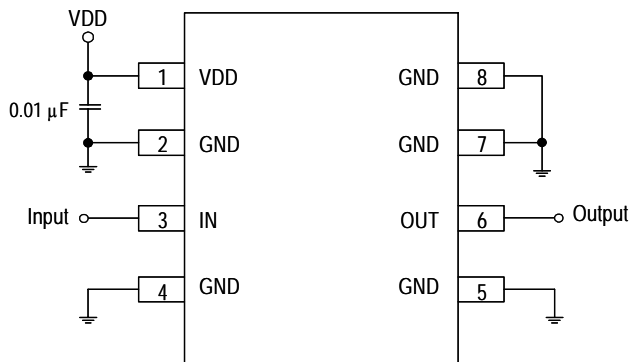 VDD
1 VDD GND 8
0.01 μF
2 GND GND 7
Input 3 IN OUT 6 Output
4 GND GND 5